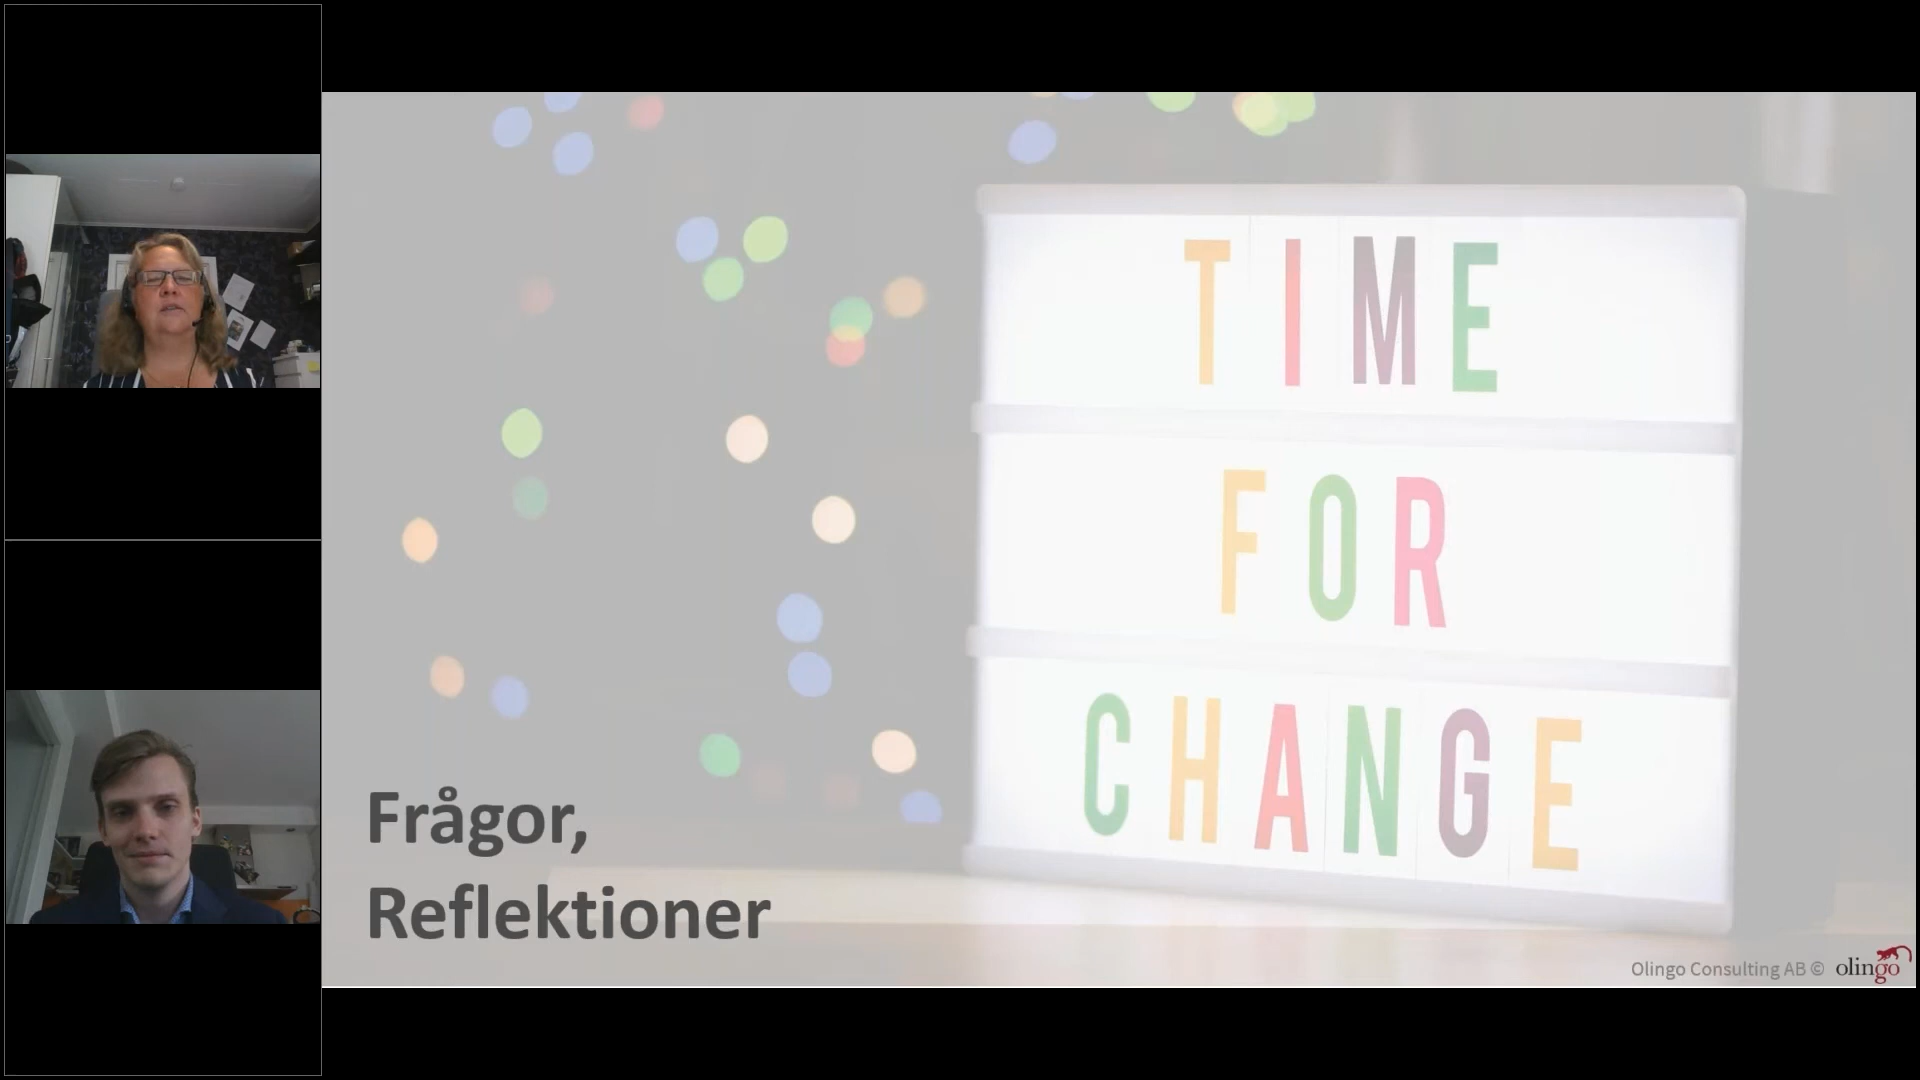 TIME
FOR
CHANGE
Frågor,
Reflektioner
Olingo Consulting AB © olingo